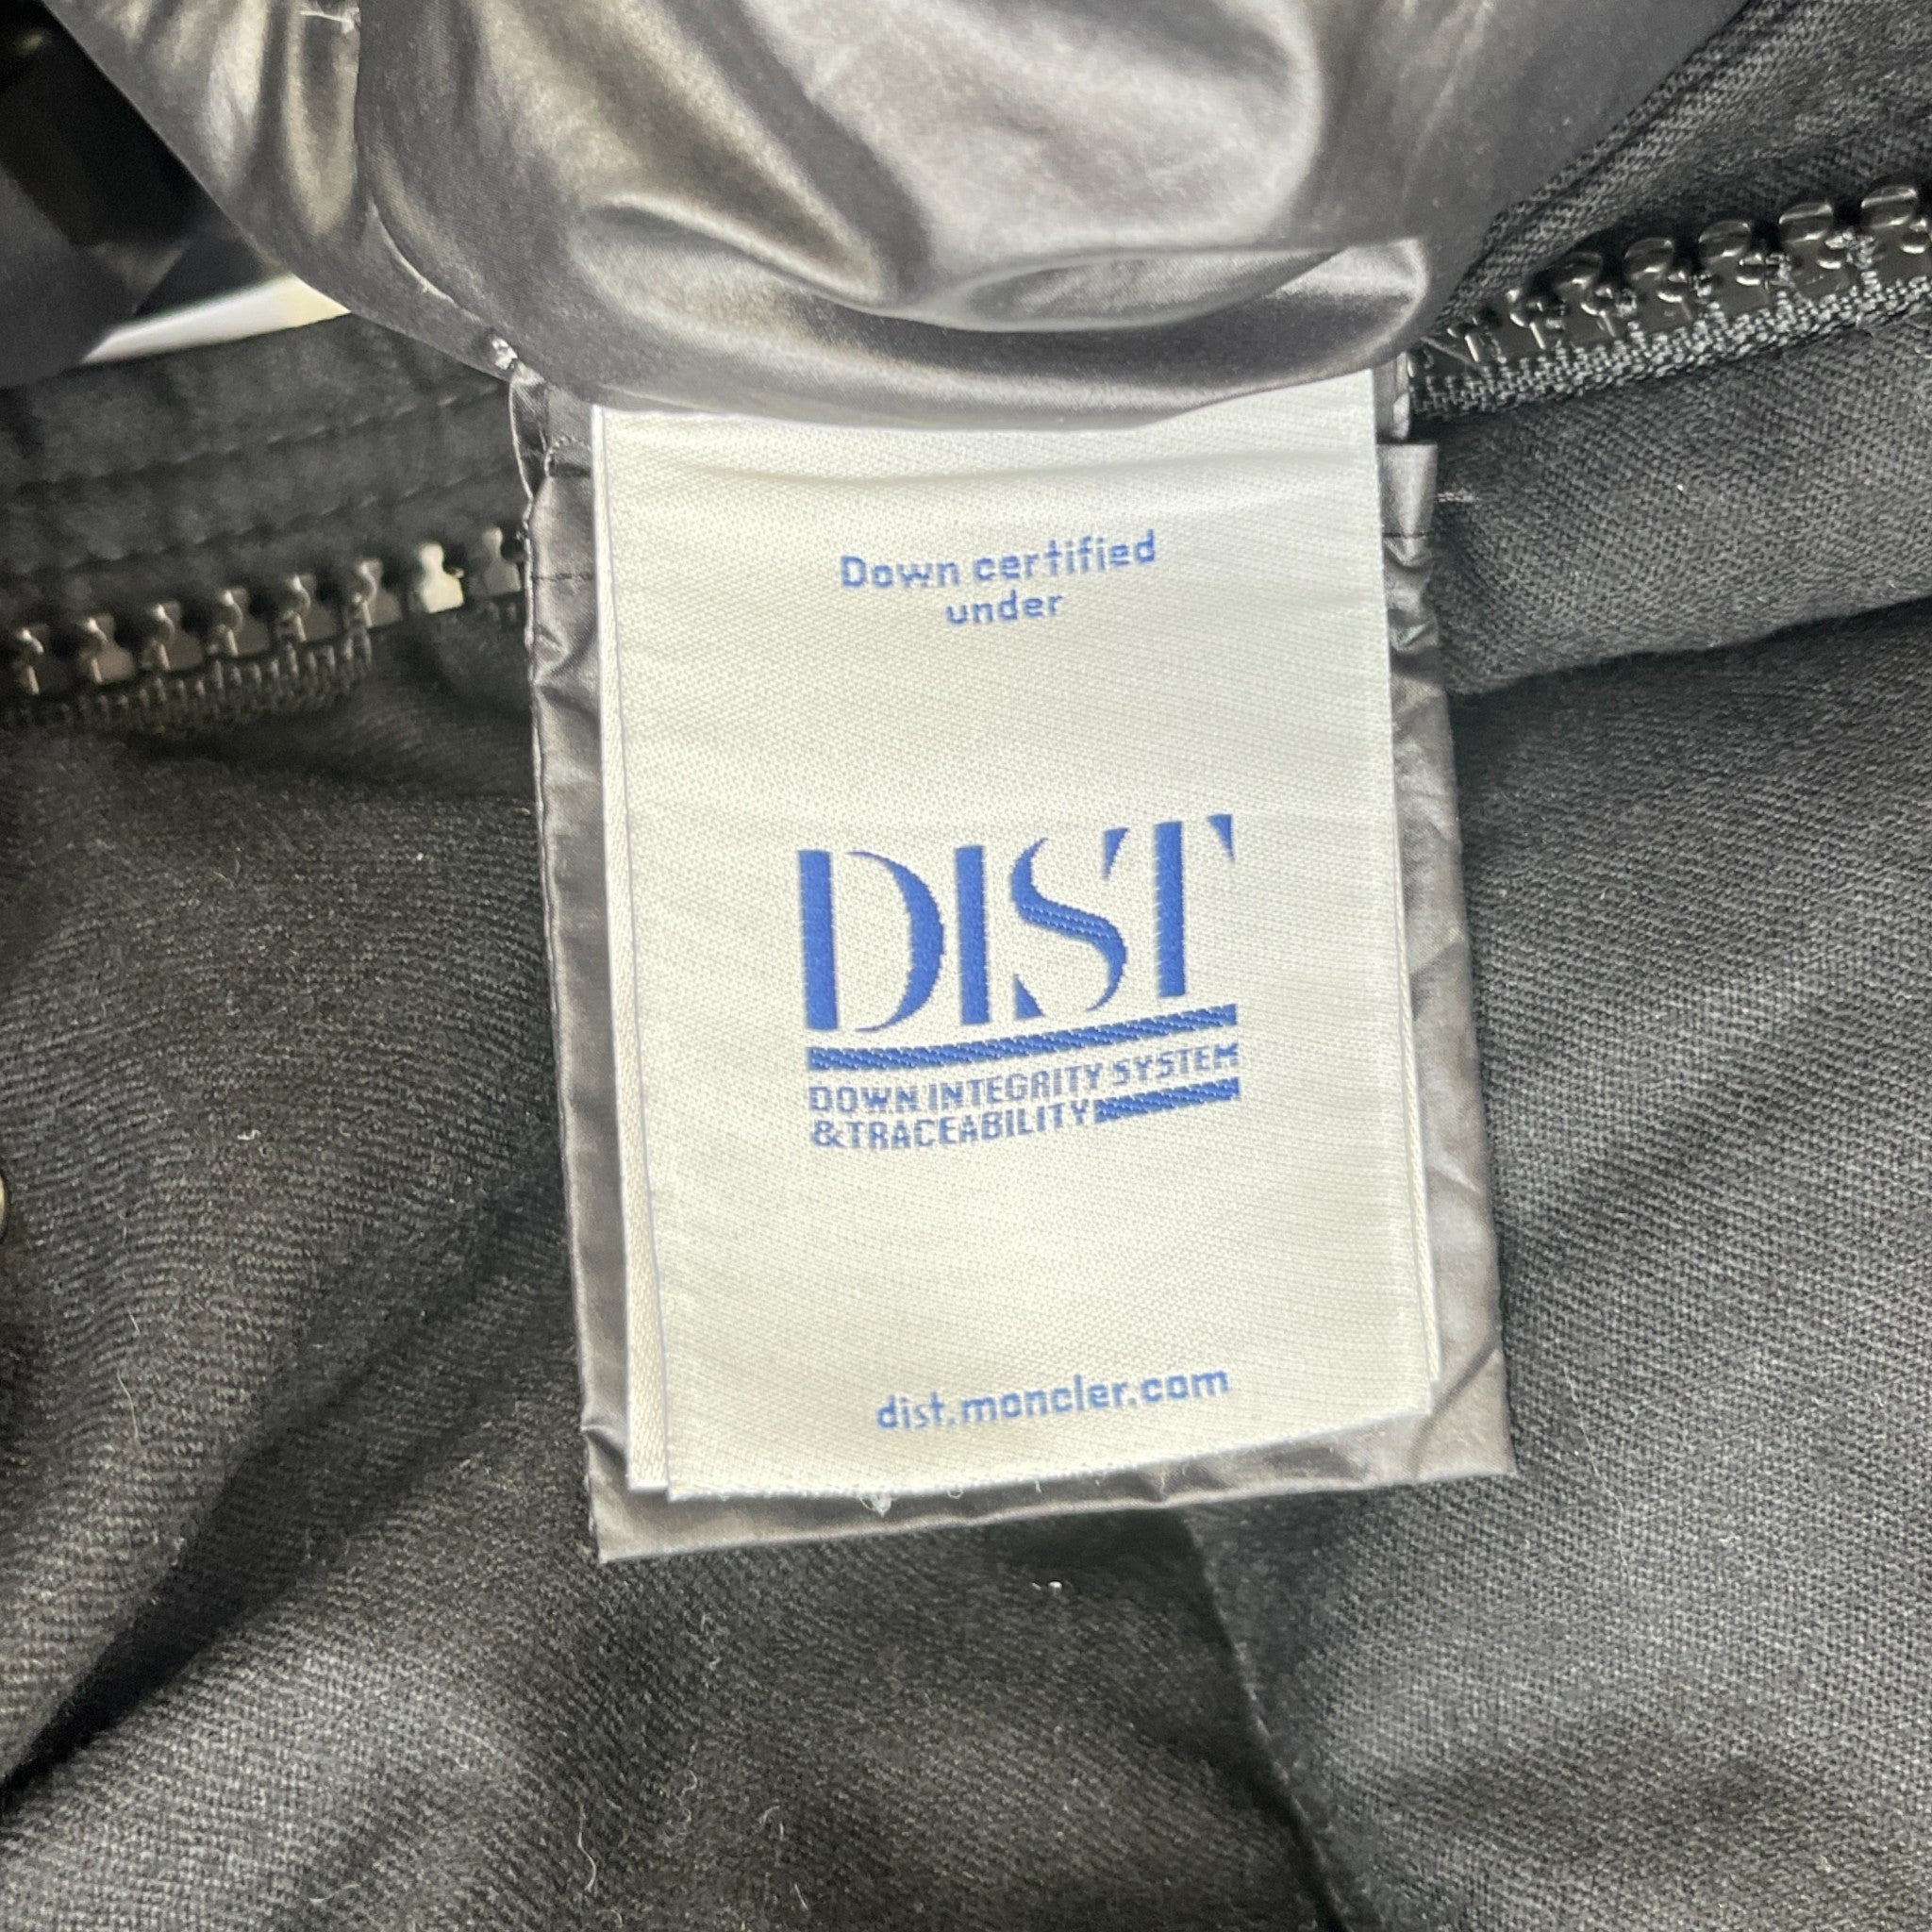 Down certified
under
DIST
DOWN INTEGRITY SYSTEM
&TRACEABILITY
dist.moncler.com